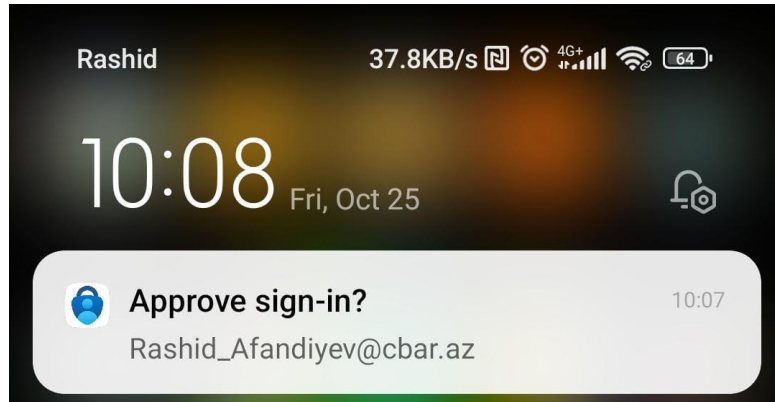 Rashid 37.8KB/s 4G+ 64
10:08 Fri, Oct 25
Approve sign-in? 10:07
Rashid_Afandiyev@cbar.az